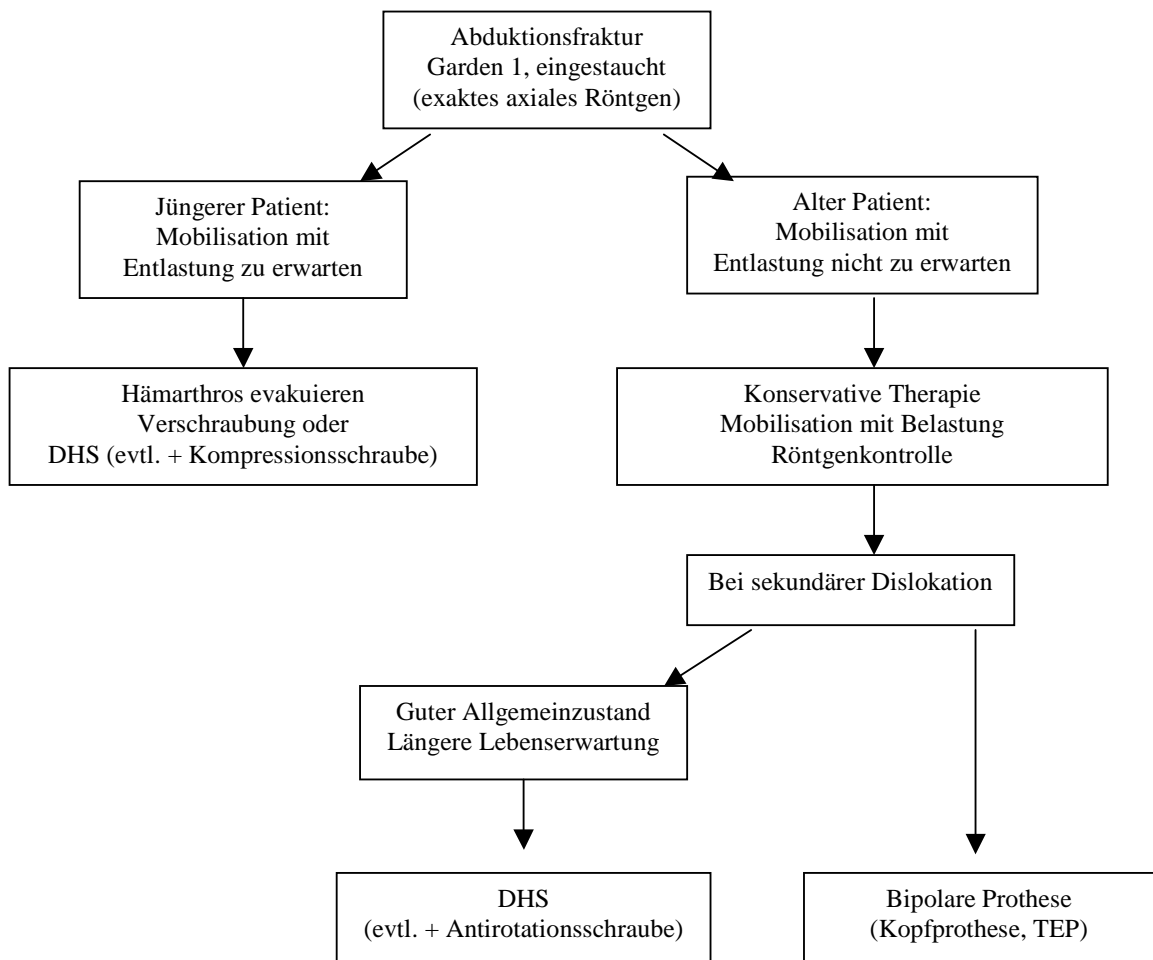 Abduktionsfraktur
Garden 1, eingestaucht
(exaktes axiales Röntgen)
Jüngerer Patient:
Mobilisation mit
Entlastung zu erwarten
Alter Patient:
Mobilisation mit
Entlastung nicht zu erwarten
Hämarthros evakuieren
Verschraubung oder
DHS (evtl. + Kompressionsschraube)
Konservative Therapie
Mobilisation mit Belastung
Röntgenkontrolle
Bei sekundärer Dislokation
Guter Allgemeinzustand
Längere Lebenserwartung
DHS
(evtl. + Antirotationsschraube)
Bipolare Prothese
(Kopfprothese, TEP)